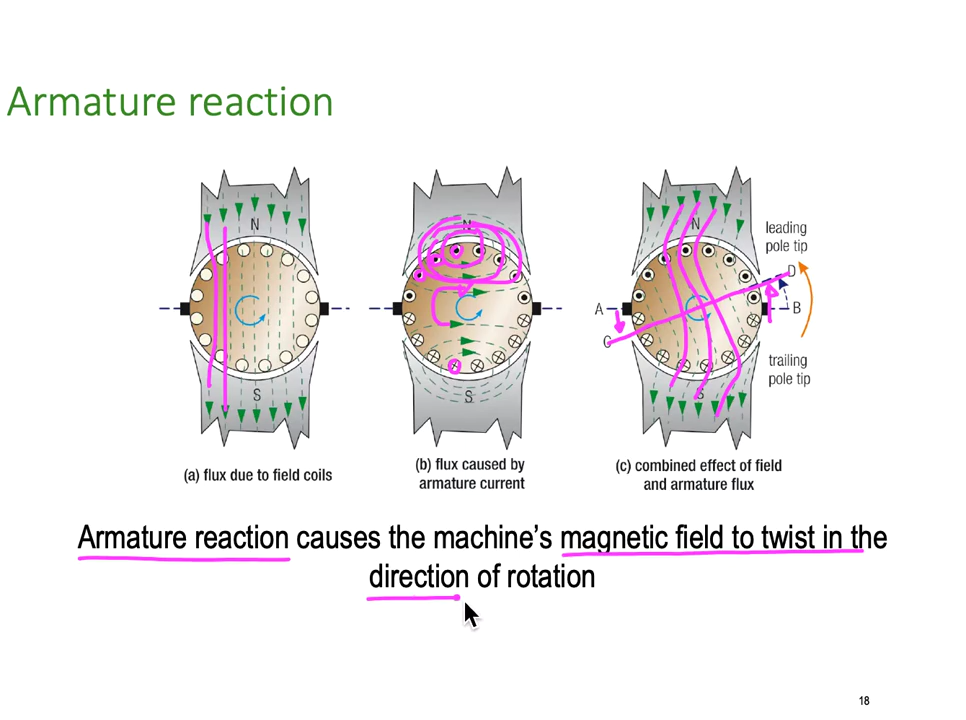 Armature reaction
N
S
(a) flux due to field coils
N
S
(b) flux caused by
armature current
N
S
A
C
D
B
leading
pole tip
trailing
pole tip
(c) combined effect of field
and armature flux
Armature reaction causes the machine’s magnetic field to twist in the
direction of rotation
18